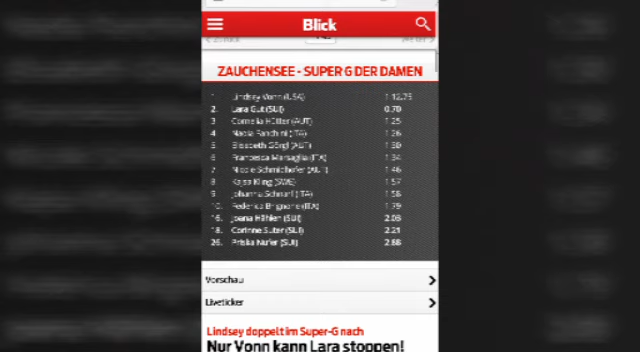 Blick
ZAUCHENSEE - SUPER G DER DAMEN
1. Lindsey Vonn (USA) 1:12.75
2. Lara Gut (SUI) 0.70
3. Cornelia Hütter (AUT) 1.25
4. Nadia Fanchini (ITA) 1.26
5. Elisabeth Görgl (AUT) 1.30
6. Francesca Marsaglia (ITA) 1.34
7. Nicole Schmidhofer (AUT) 1.46
8. Kajsa Kling (SWE) 1.57
9. Johanna Schnarf (ITA) 1.58
10. Federica Brignone (ITA) 1.79
16. Joana Hählen (SUI) 2.03
18. Corinne Suter (SUI) 2.21
26. Priska Nufer (SUI) 2.88
Vorschau
Liveticker
Lindsey doppelt im Super-G nach
Nur Vonn kann Lara stoppen!